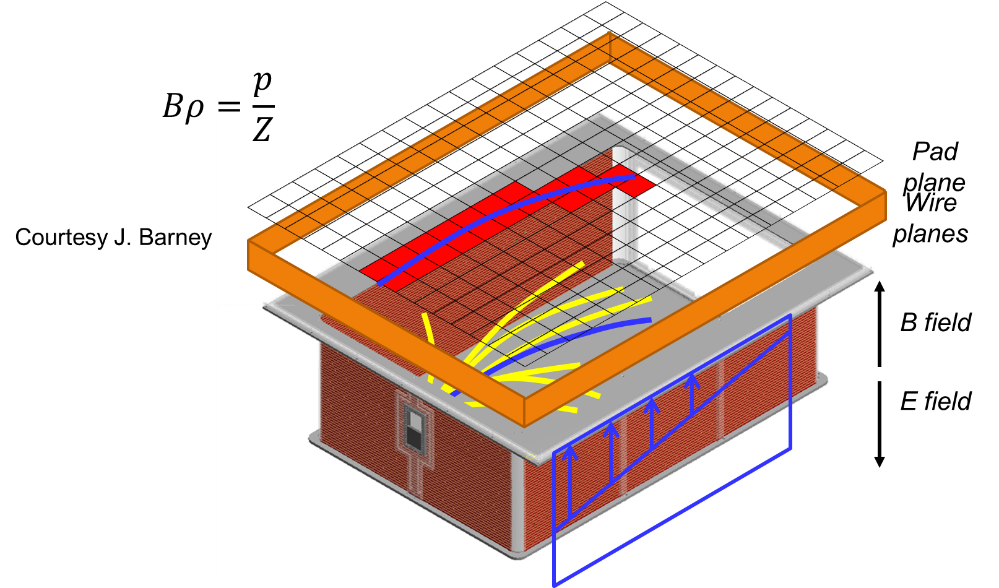 Bρ = p/Z
Pad
plane
Wire
planes
Courtesy J. Barney
B field
E field